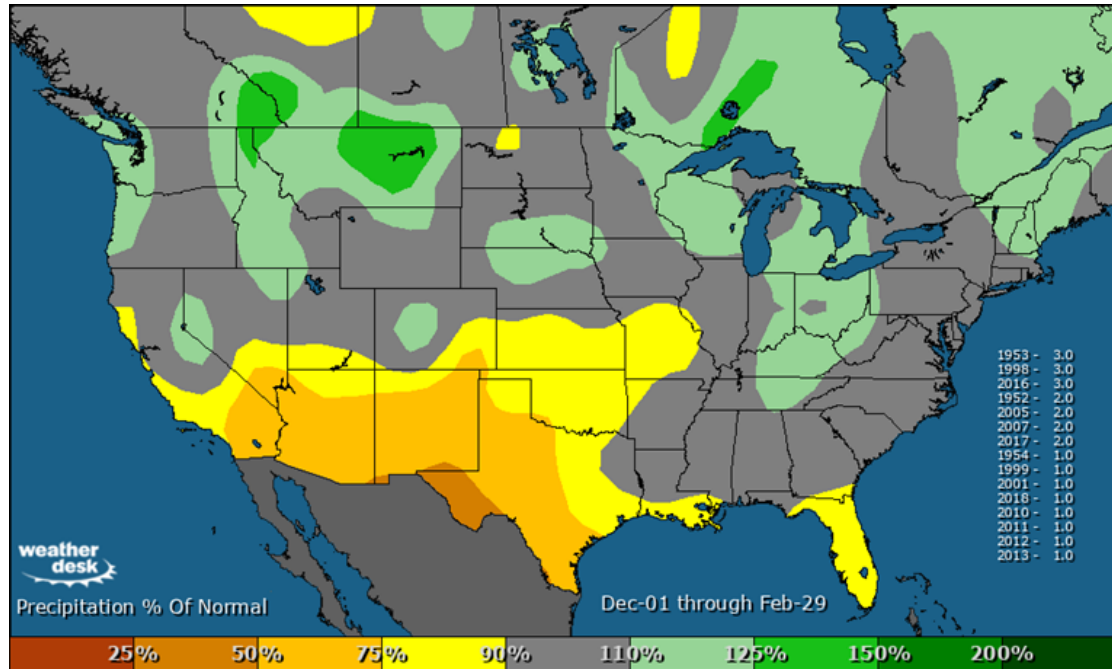 1953 - 3.0
1998 - 3.0
2016 - 3.0
1952 - 2.0
2005 - 2.0
2007 - 2.0
2017 - 2.0
1954 - 1.0
1999 - 1.0
2001 - 1.0
2018 - 1.0
2010 - 1.0
2011 - 1.0
2012 - 1.0
2013 - 1.0
weather
desk
Precipitation % Of Normal
Dec-01 through Feb-29
25% 50% 75% 90% 110% 125% 150% 200%